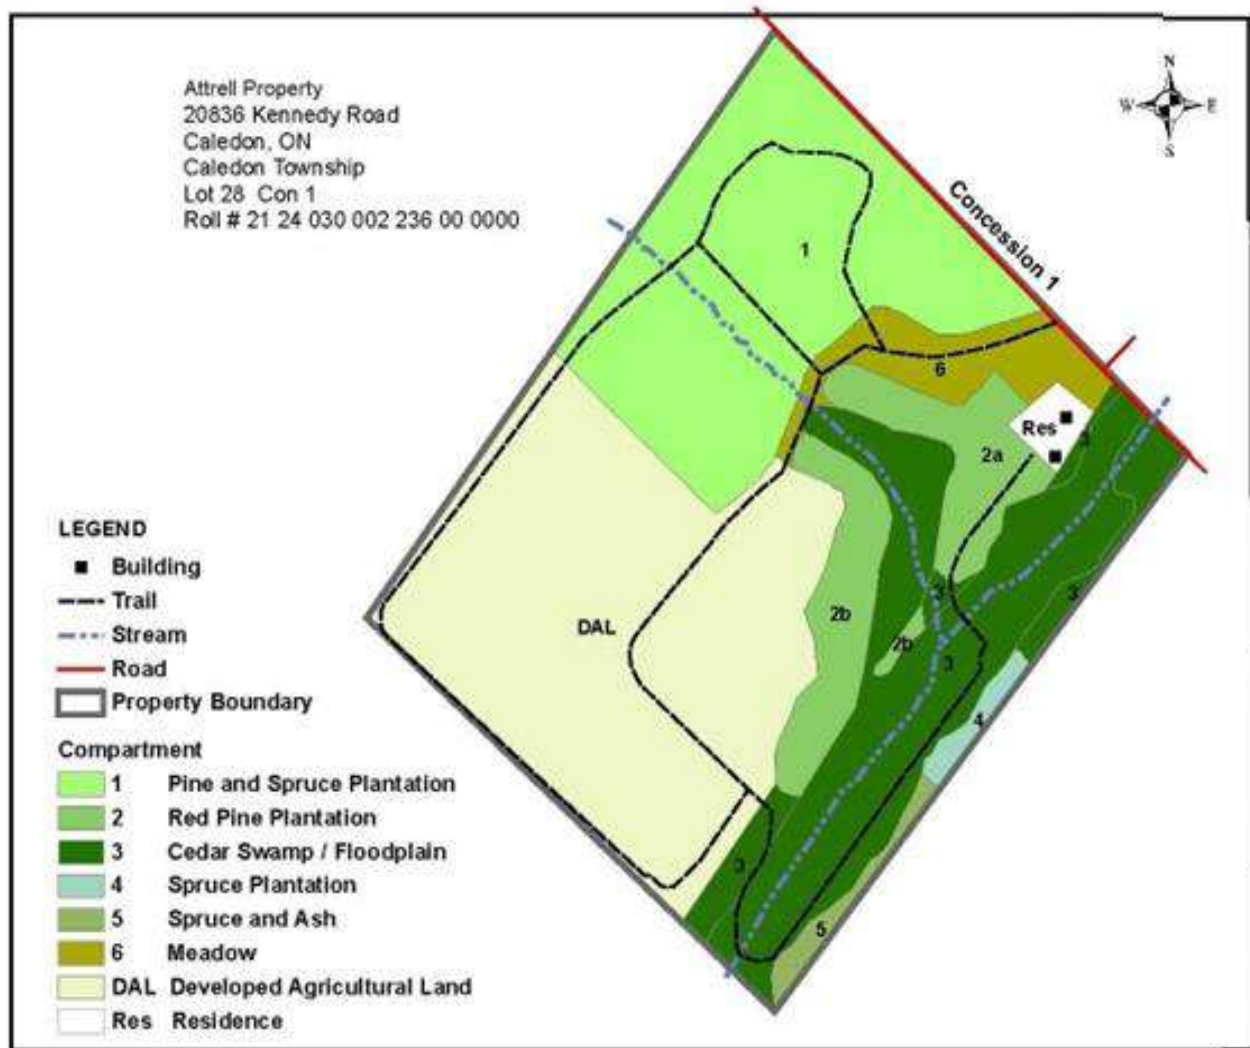 Attrell Property
20836 Kennedy Road
Caledon, ON
Caledon Township
Lot 28 Con 1
Roll # 21 24 030 002 236 00 0000
N
W E
S
Concession 1
1
6
Res
3
2a
3
3
2b
2b
3
DAL
4
3
5
LEGEND
Building
Trail
Stream
Road
Property Boundary
Compartment
1 Pine and Spruce Plantation
2 Red Pine Plantation
3 Cedar Swamp / Floodplain
4 Spruce Plantation
5 Spruce and Ash
6 Meadow
DAL Developed Agricultural Land
Res Residence